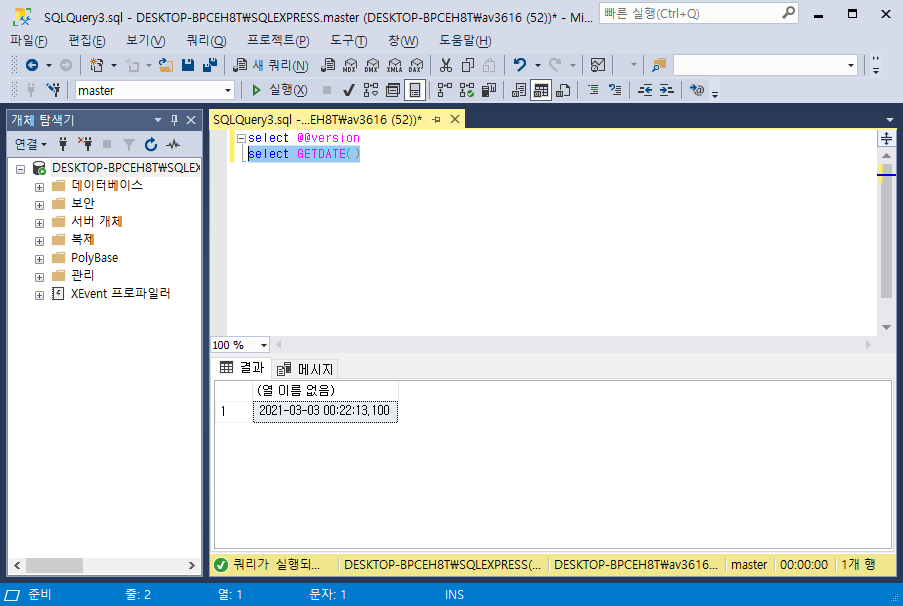 SQLQuery3.sql - DESKTOP-BPCEH8T₩SQLEXPRESS.master (DESKTOP-BPCEH8T₩av3616 (52))* - Mi...
빠른 실행(Ctrl+Q)
파일(F) 편집(E) 보기(V) 쿼리(Q) 프로젝트(P) 도구(T) 창(W) 도움말(H)
새 쿼리(N) MDX DMX XMLA DAX
master 실행(X)
개체 탐색기
연결
DESKTOP-BPCEH8T₩SQLEX
데이터베이스
보안
서버 개체
복제
PolyBase
관리
XEvent 프로파일러
SQLQuery3.sql -...EH8T₩av3616 (52))*
select @@version
select GETDATE()
100 %
결과 메시지
(열 이름 없음)
1 2021-03-03 00:22:13,100
쿼리가 실행되... DESKTOP-BPCEH8T₩SQLEXPRESS(... DESKTOP-BPCEH8T₩av3616... master 00:00:00 1개 행
준비 줄: 2 열: 1 문자: 1 INS